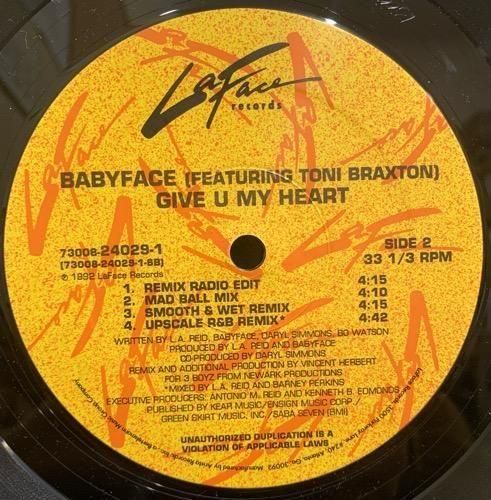 LaFace
records
BABYFACE (FEATURING TONI BRAXTON)
GIVE U MY HEART
73008-24029-1
(73008-24029-1-SB)
℗ 1992 LaFace Records
SIDE 2
33 1/3 RPM
1. REMIX RADIO EDIT 4:15
2. MAD BALL MIX 4:10
3. SMOOTH & WET REMIX 4:15
4. UPSCALE R&B REMIX* 4:42
WRITTEN BY L.A. REID, BABYFACE, DARYL SIMMONS, BO WATSON
PRODUCED BY L.A. REID AND BABYFACE
CO-PRODUCED BY DARYL SIMMONS
REMIX AND ADDITIONAL PRODUCTION BY VINCENT HERBERT
FOR 3 BOYZ FROM NEWARK PRODUCTIONS
*MIXED BY L.A. REID AND BARNEY PERKINS
EXECUTIVE PRODUCERS: ANTONIO M. REID AND KENNETH B. EDMONDS
PUBLISHED BY KEAR MUSIC/ENSIGN MUSIC CORP./
GREEN SKIRT MUSIC, INC./SABA SEVEN (BMI)
UNAUTHORIZED DUPLICATION IS A
VIOLATION OF APPLICABLE LAWS